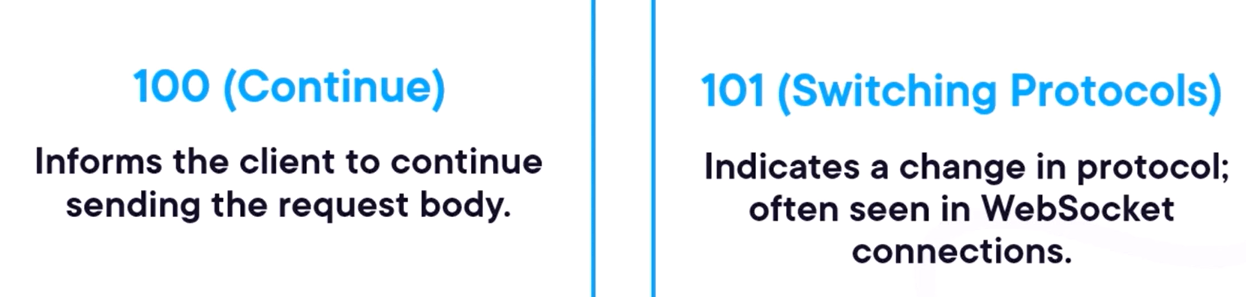 100 (Continue)
Informs the client to continue
sending the request body.
101 (Switching Protocols)
Indicates a change in protocol;
often seen in WebSocket
connections.